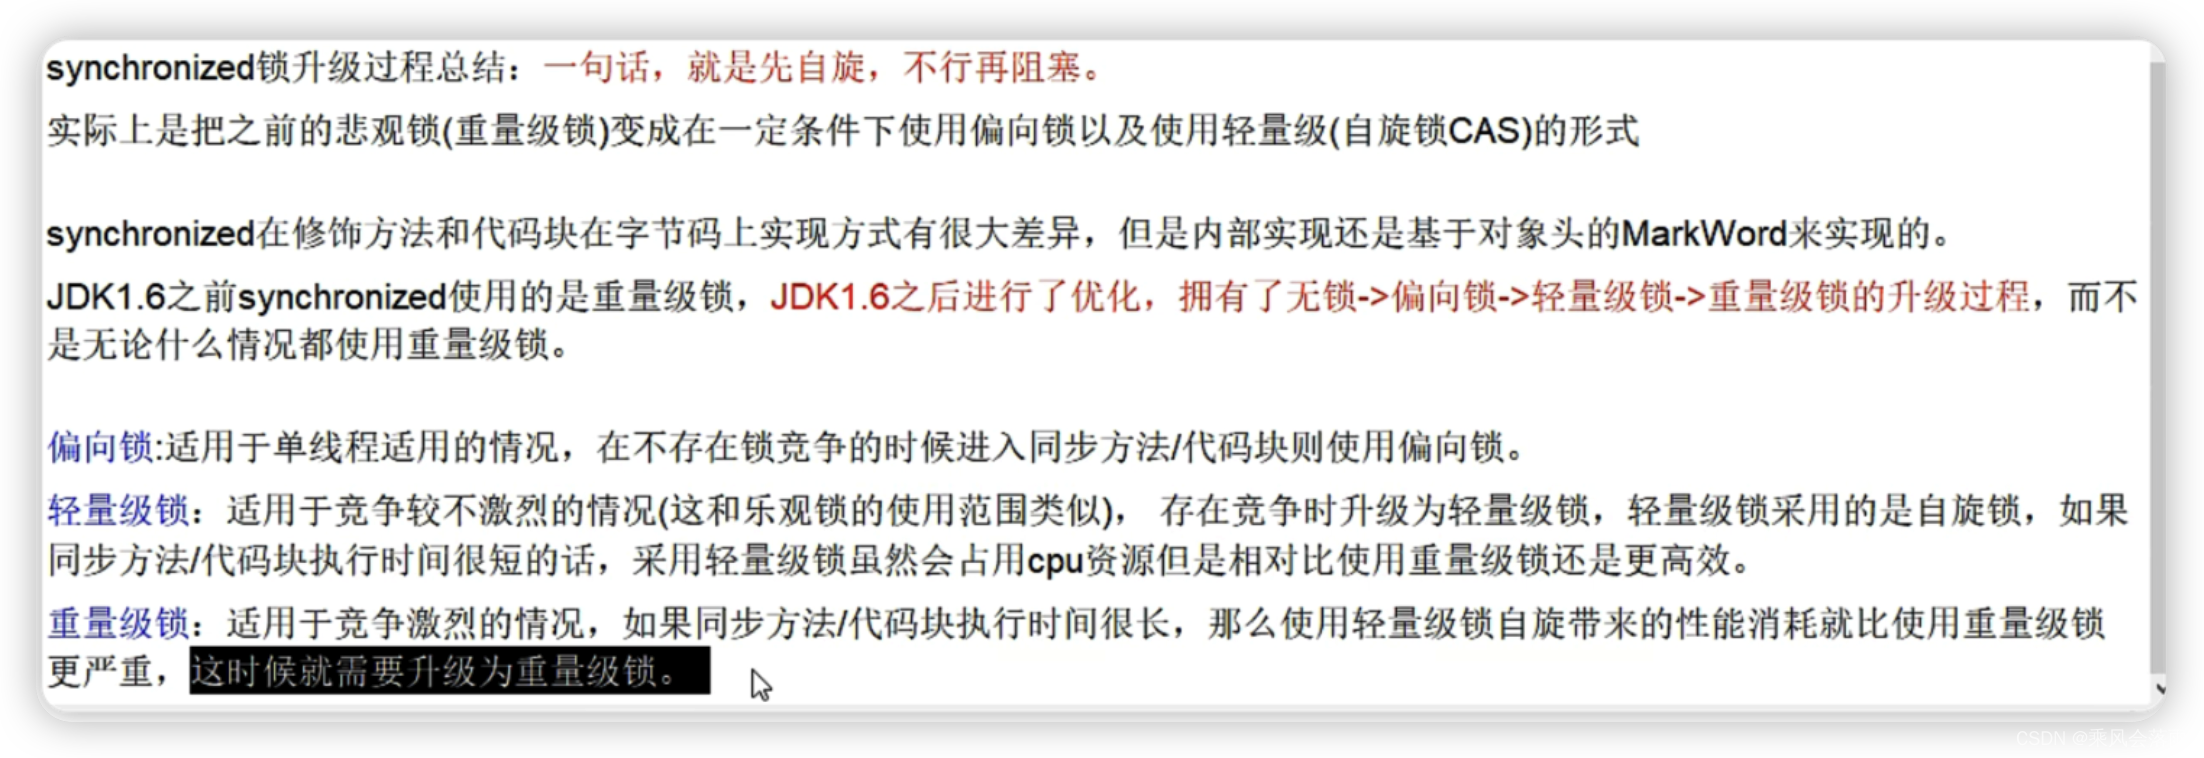 synchronized锁升级过程总结：一句话，就是先自旋，不行再阻塞。
实际上是把之前的悲观锁(重量级锁)变成在一定条件下使用偏向锁以及使用轻量级(自旋锁CAS)的形式
synchronized在修饰方法和代码块在字节码上实现方式有很大差异，但是内部实现还是基于对象头的MarkWord来实现的。
JDK1.6之前synchronized使用的是重量级锁，JDK1.6之后进行了优化，拥有了无锁->偏向锁->轻量级锁->重量级锁的升级过程，而不
是无论什么情况都使用重量级锁。
偏向锁:适用于单线程适用的情况，在不存在锁竞争的时候进入同步方法/代码块则使用偏向锁。
轻量级锁：适用于竞争较不激烈的情况(这和乐观锁的使用范围类似)， 存在竞争时升级为轻量级锁，轻量级锁采用的是自旋锁，如果
同步方法/代码块执行时间很短的话，采用轻量级锁虽然会占用cpu资源但是相对比使用重量级锁还是更高效。
重量级锁：适用于竞争激烈的情况，如果同步方法/代码块执行时间很长，那么使用轻量级锁自旋带来的性能消耗就比使用重量级锁
更严重，这时候就需要升级为重量级锁。
CSDN @乘风会